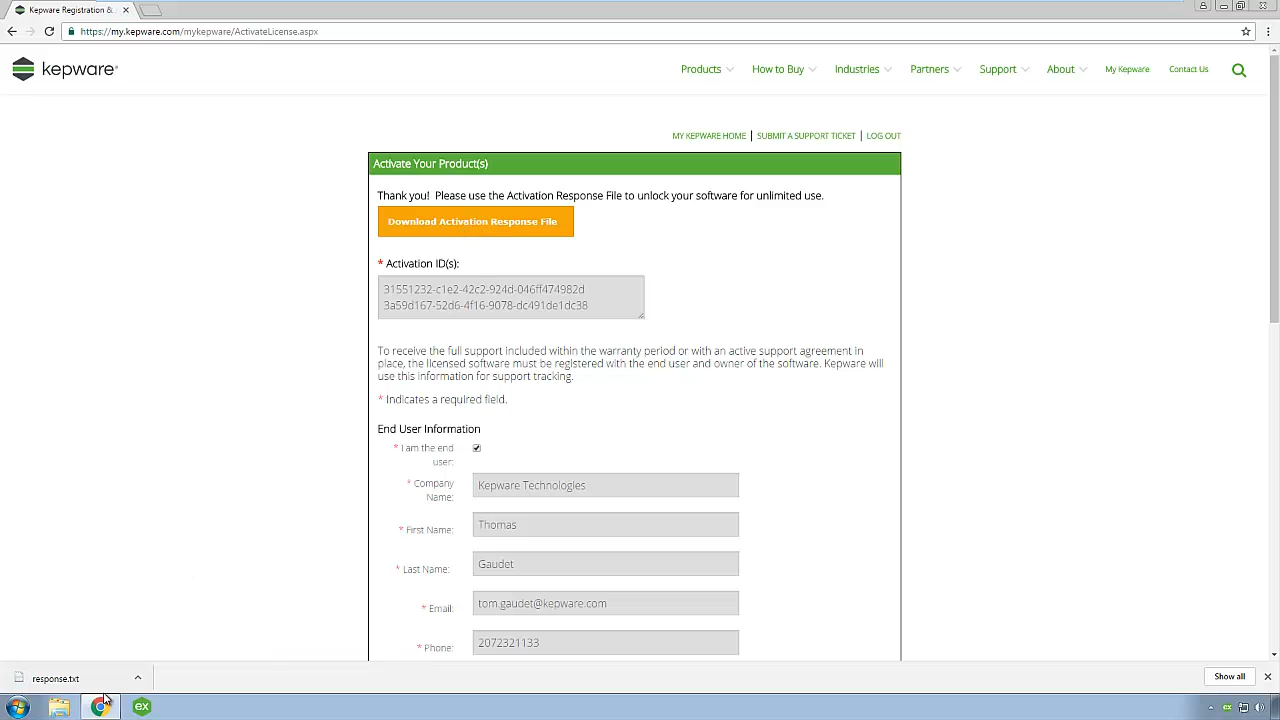 Kepware Registration &
https://my.kepware.com/mykepware/ActivateLicense.aspx
kepware
Products How to Buy Industries Partners Support About My Kepware Contact Us
MY KEPWARE HOME | SUBMIT A SUPPORT TICKET | LOG OUT
Activate Your Product(s)
Thank you! Please use the Activation Response File to unlock your software for unlimited use.
Download Activation Response File
* Activation ID(s):
31551232-c1e2-42c2-924d-046ff474982d
3a59d167-52d6-4f16-9078-dc491de1dc38
To receive the full support included within the warranty period or with an active support agreement in
place, the licensed software must be registered with the end user and owner of the software. Kepware will
use this information for support tracking.
* Indicates a required field.
End User Information
* I am the end
user:
* Company
Name:
Kepware Technologies
* First Name: Thomas
* Last Name: Gaudet
* Email: tom.gaudet@kepware.com
* Phone: 2072321133
response.txt
Show all
ex